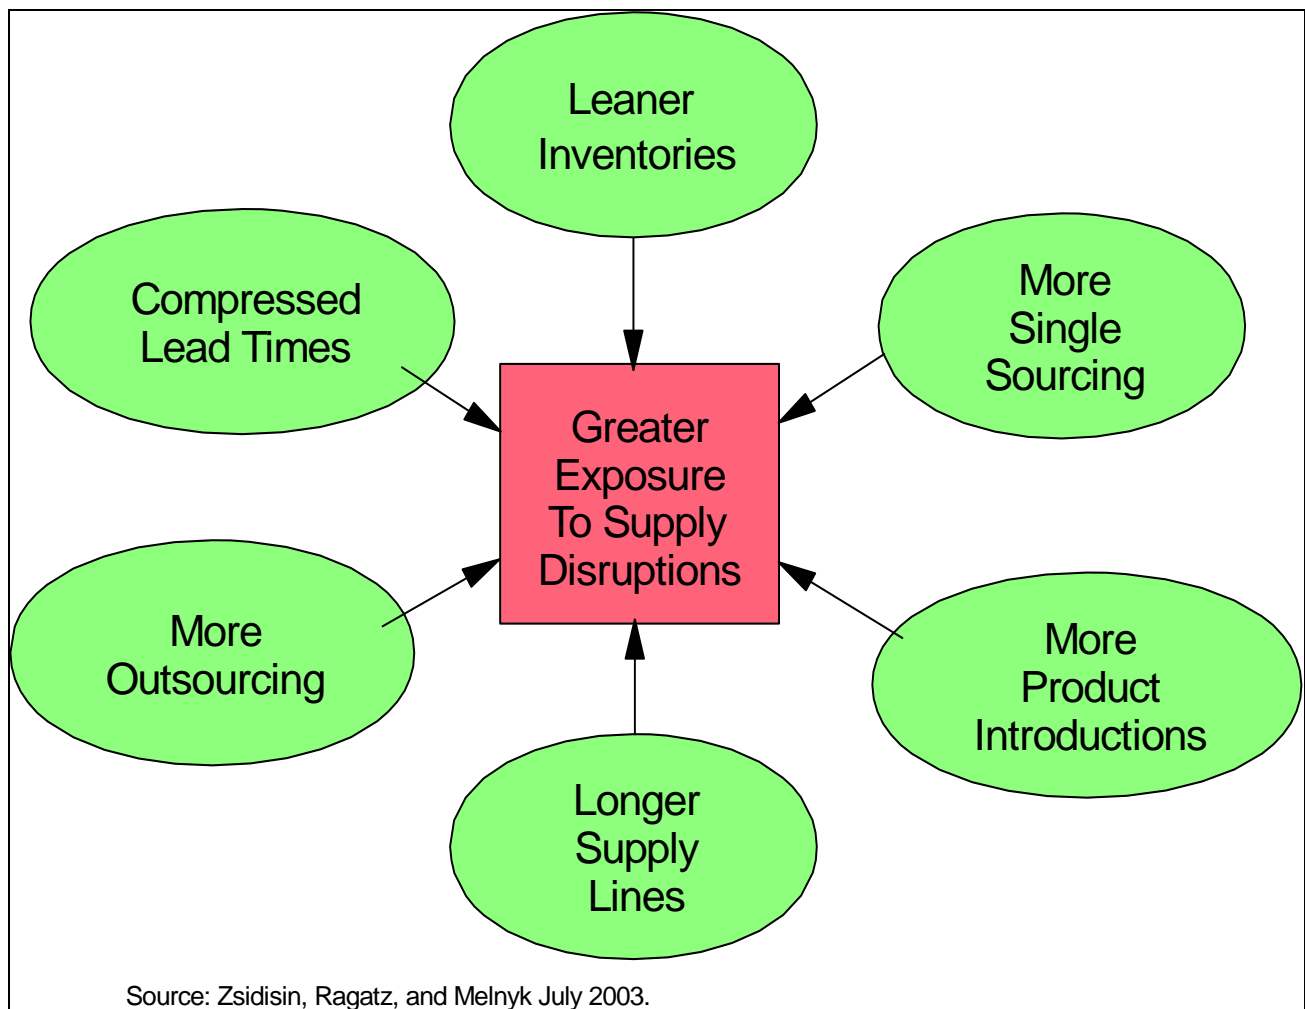 Leaner
Inventories
Compressed
Lead Times
More
Single
Sourcing
Greater
Exposure
To Supply
Disruptions
More
Outsourcing
More
Product
Introductions
Longer
Supply
Lines
Source: Zsidisin, Ragatz, and Melnyk July 2003.